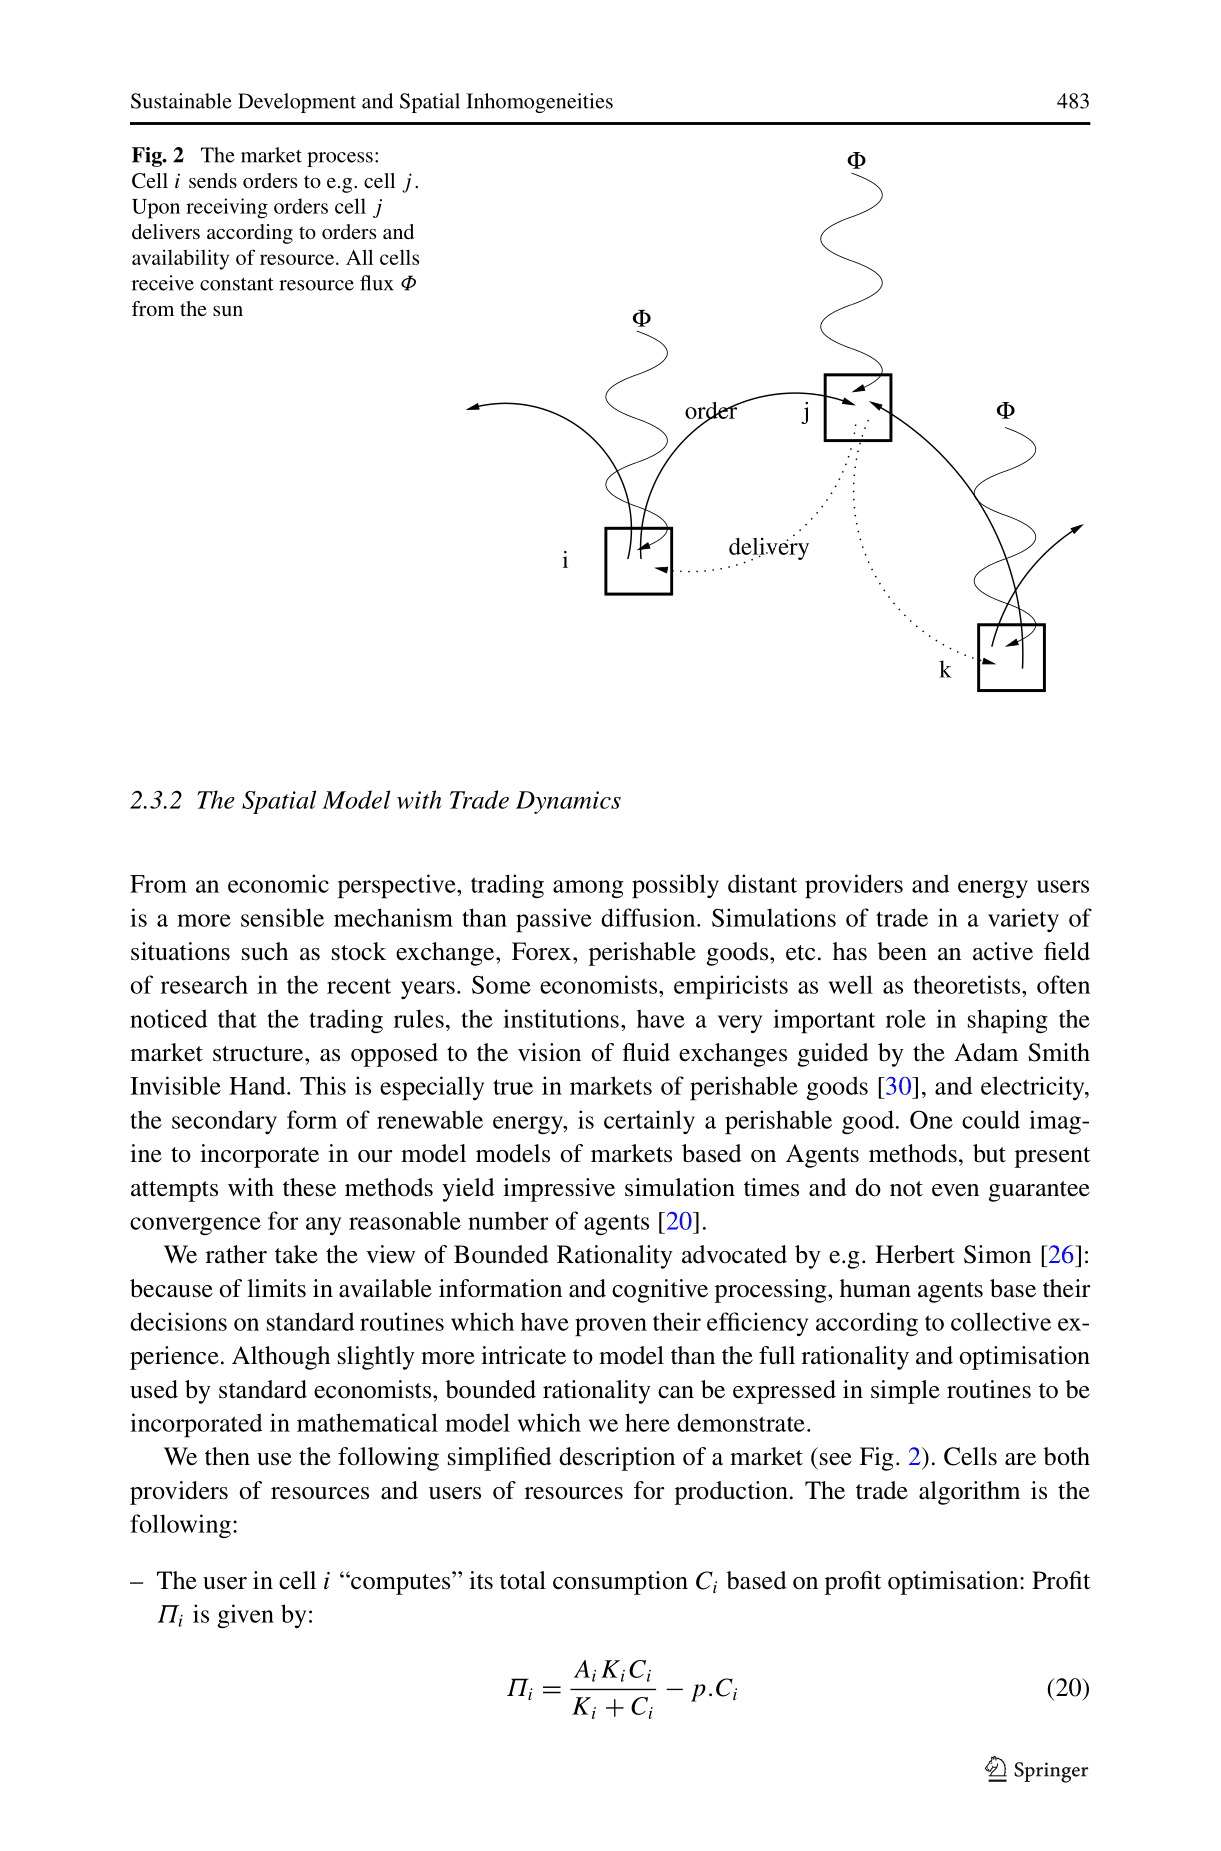 Sustainable Development and Spatial Inhomogeneities 483
Fig. 2 The market process:
Cell i sends orders to e.g. cell j.
Upon receiving orders cell j
delivers according to orders and
availability of resource. All cells
receive constant resource flux Φ
from the sun
Φ
Φ
order
j
Φ
delivery
i
k
2.3.2 The Spatial Model with Trade Dynamics
From an economic perspective, trading among possibly distant providers and energy users
is a more sensible mechanism than passive diffusion. Simulations of trade in a variety of
situations such as stock exchange, Forex, perishable goods, etc. has been an active field
of research in the recent years. Some economists, empiricists as well as theoretists, often
noticed that the trading rules, the institutions, have a very important role in shaping the
market structure, as opposed to the vision of fluid exchanges guided by the Adam Smith
Invisible Hand. This is especially true in markets of perishable goods [30], and electricity,
the secondary form of renewable energy, is certainly a perishable good. One could imag-
ine to incorporate in our model models of markets based on Agents methods, but present
attempts with these methods yield impressive simulation times and do not even guarantee
convergence for any reasonable number of agents [20].
We rather take the view of Bounded Rationality advocated by e.g. Herbert Simon [26]:
because of limits in available information and cognitive processing, human agents base their
decisions on standard routines which have proven their efficiency according to collective ex-
perience. Although slightly more intricate to model than the full rationality and optimisation
used by standard economists, bounded rationality can be expressed in simple routines to be
incorporated in mathematical model which we here demonstrate.
We then use the following simplified description of a market (see Fig. 2). Cells are both
providers of resources and users of resources for production. The trade algorithm is the
following:
– The user in cell i “computes” its total consumption C_i based on profit optimisation: Profit
Π_i is given by:
Π_i = A_i K_i C_i / (K_i + C_i) − p.C_i (20)
Springer